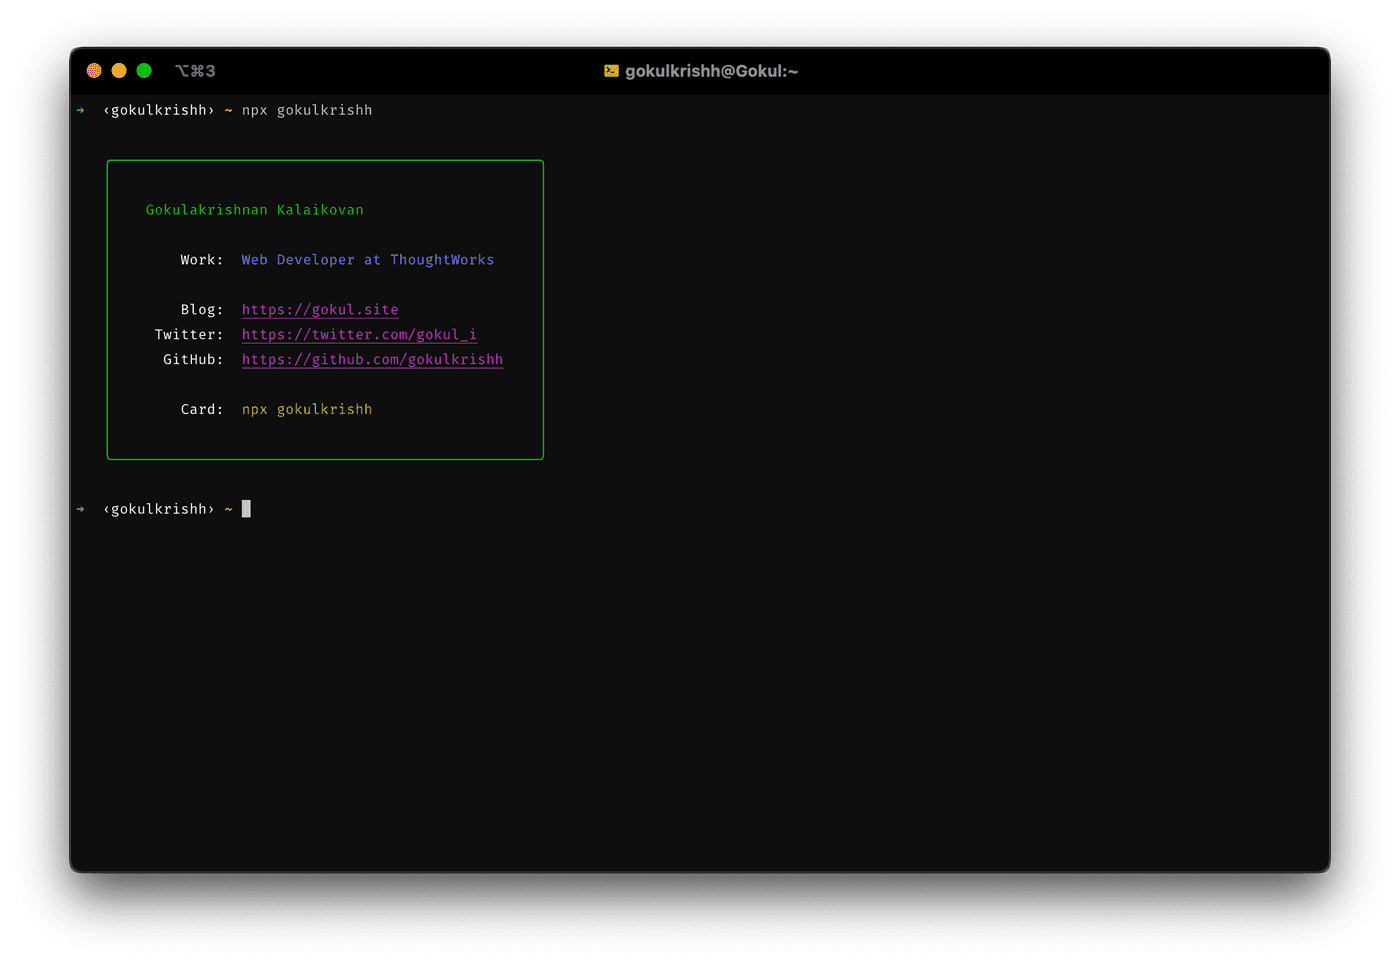 ⌥⌘3 gokulkrishh@Gokul:~
➜ ‹gokulkrishh› ~ npx gokulkrishh
Gokulakrishnan Kalaikovan
Work: Web Developer at ThoughtWorks
Blog: https://gokul.site
Twitter: https://twitter.com/gokul_i
GitHub: https://github.com/gokulkrishh
Card: npx gokulkrishh
➜ ‹gokulkrishh› ~